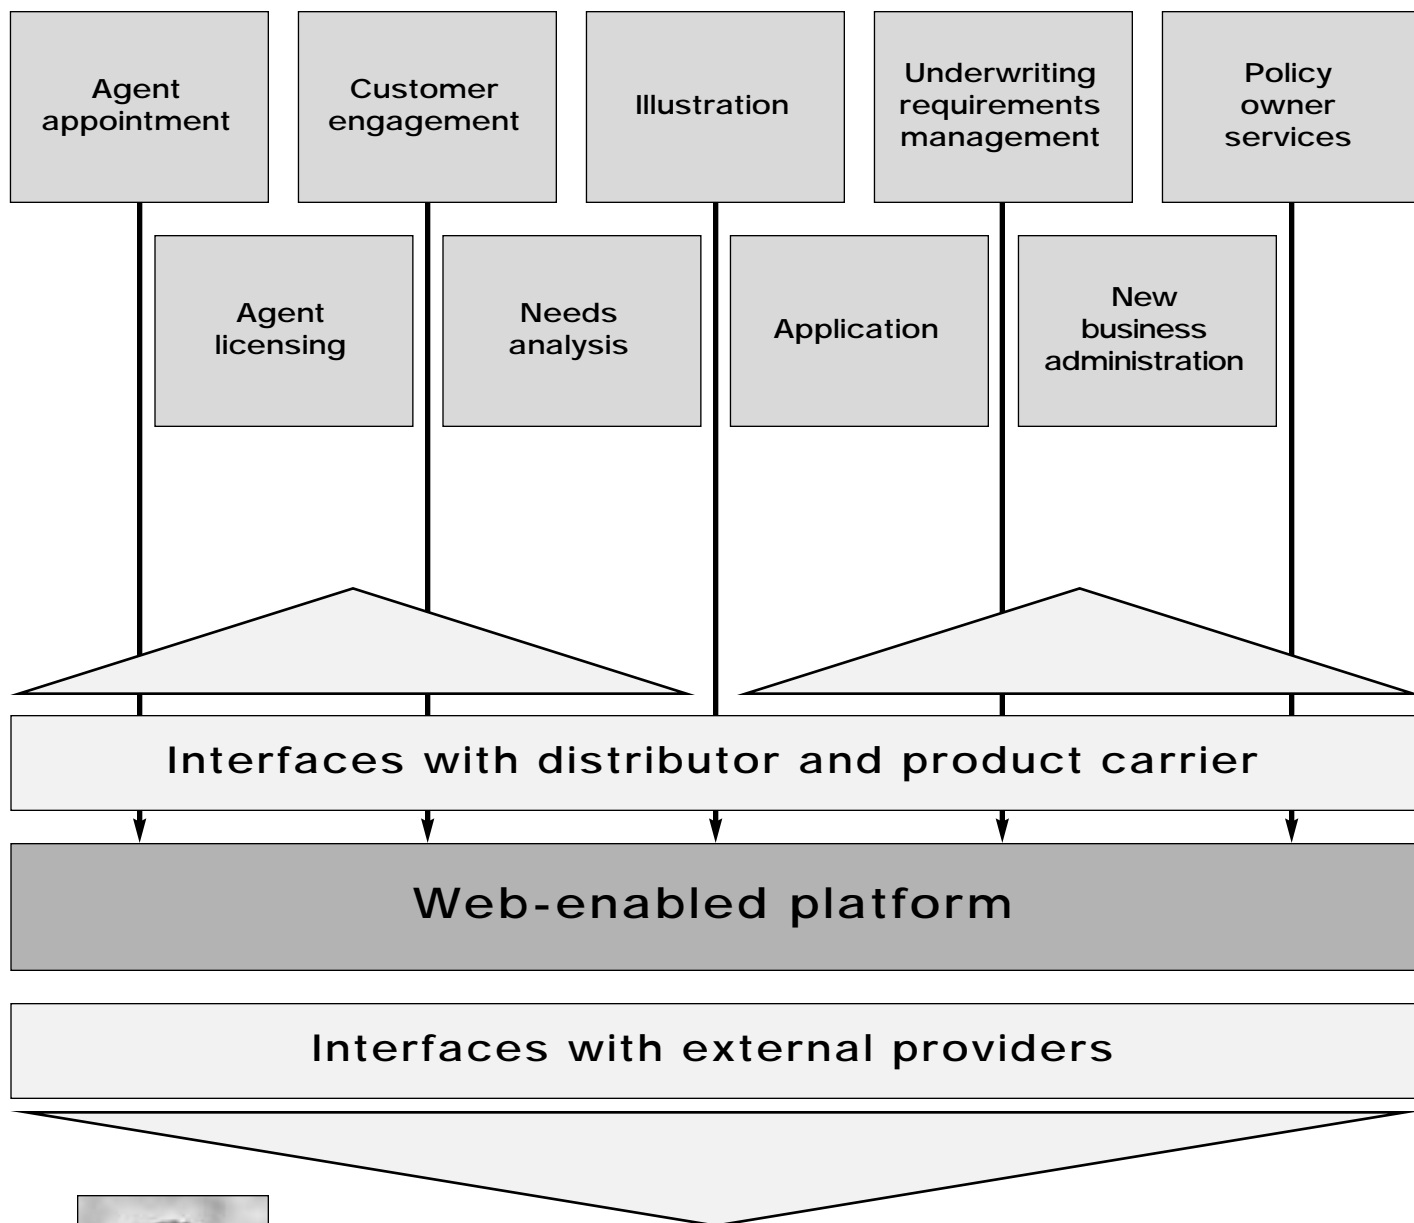 Agent
appointment
Customer
engagement
Illustration
Underwriting
requirements
management
Policy
owner
services
Agent
licensing
Needs
analysis
Application
New
business
administration
Interfaces with distributor and product carrier
Web-enabled platform
Interfaces with external providers